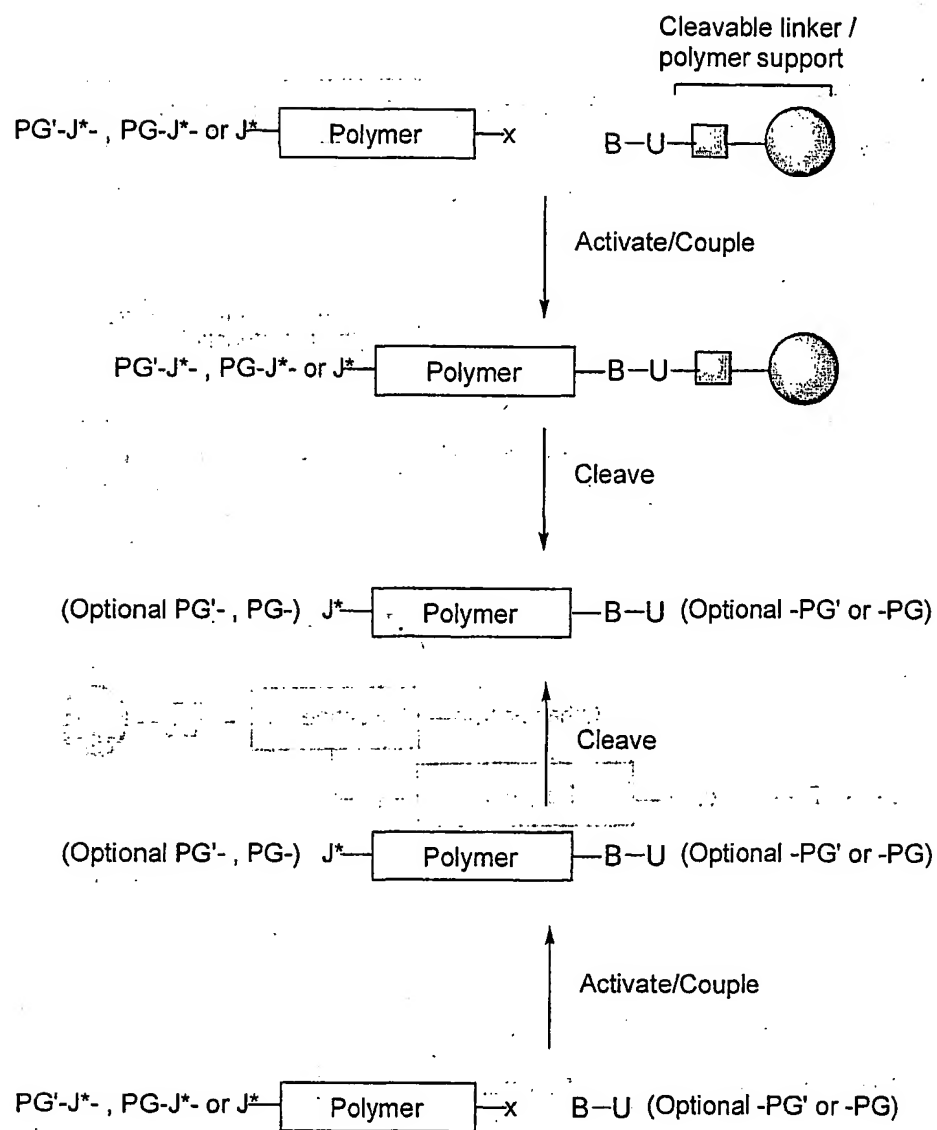 Cleavable linker /
polymer support
PG'-J*- , PG-J*- or J* Polymer x B-U
Activate/Couple
PG'-J*- , PG-J*- or J* Polymer B-U
Cleave
(Optional PG'- , PG-) J* Polymer B-U (Optional -PG' or -PG)
Cleave
(Optional PG'- , PG-) J* Polymer B-U (Optional -PG' or -PG)
Activate/Couple
PG'-J*- , PG-J*- or J* Polymer x B-U (Optional -PG' or -PG)